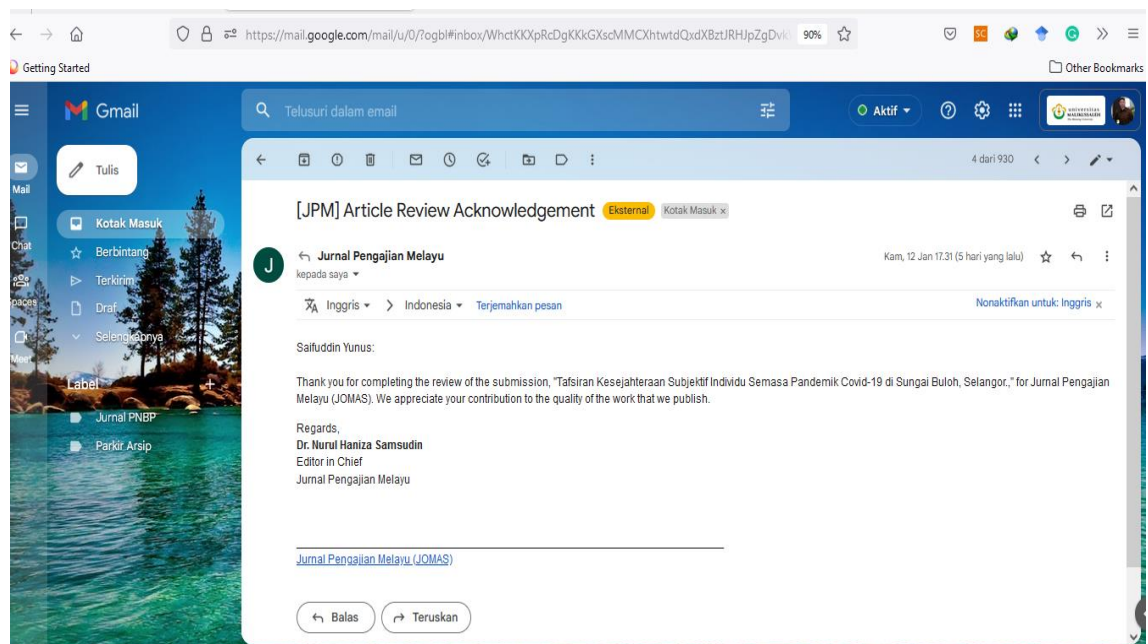 https://mail.google.com/mail/u/0/?ogbl#inbox/WhctKKXpRcDgKKkGXscMMCXhtwtdQxdXBztJRHJpZgDvk
90%
SC
Getting Started
Other Bookmarks
Gmail
Telusuri dalam email
Aktif
Mail
Tulis
4 dari 930
Chat
Kotak Masuk
Berbintang
Terkirim
Draf
Selengkapnya
Meet
Label
Jurnal PNBP
Parkir Arsip
[JPM] Article Review Acknowledgement Eksternal Kotak Masuk x
J
Jurnal Pengajian Melayu
Kam, 12 Jan 17.31 (5 hari yang lalu)
kepada saya
Inggris > Indonesia Terjemahkan pesan
Nonaktifkan untuk: Inggris x
Saifuddin Yunus:
Thank you for completing the review of the submission, "Tafsiran Kesejahteraan Subjektif Individu Semasa Pandemik Covid-19 di Sungai Buloh, Selangor.," for Jurnal Pengajian
Melayu (JOMAS). We appreciate your contribution to the quality of the work that we publish.
Regards,
Dr. Nurul Haniza Samsudin
Editor in Chief
Jurnal Pengajian Melayu
Jurnal Pengajian Melayu (JOMAS)
Balas
Teruskan